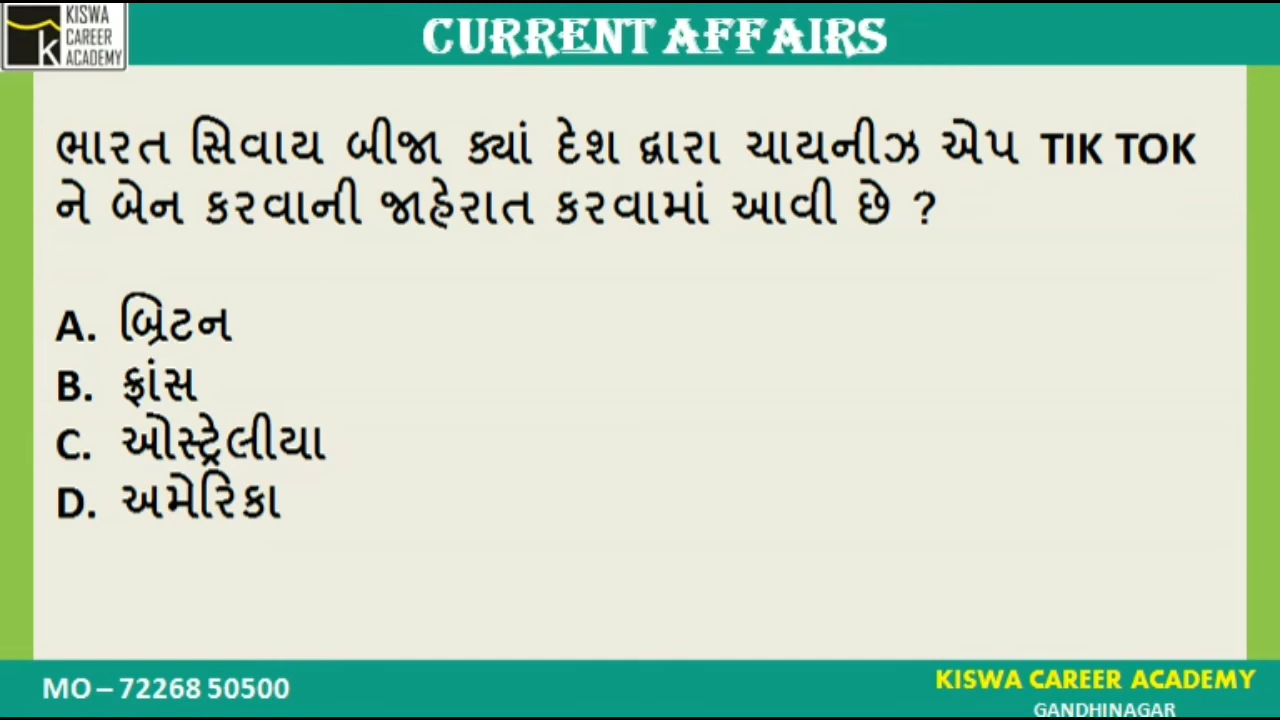 KISWA
CAREER
ACADEMY
CURRENT AFFAIRS
ભારત સિવાય બીજા ક્યાં દેશ દ્વારા ચાયનીઝ એપ TIK TOK
ને બેન કરવાની જાહેરાત કરવામાં આવી છે ?
A. બ્રિટન
B. ફ્રાંસ
C. ઓસ્ટ્રેલીયા
D. અમેરિકા
MO – 72268 50500
KISWA CAREER ACADEMY
GANDHINAGAR